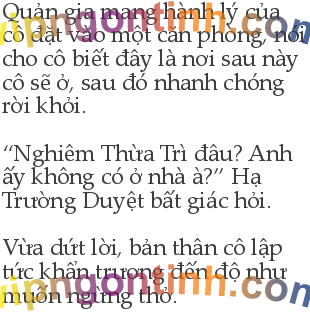 Quản gia mang hành lý của
cô đặt vào một căn phòng, nói
cho cô biết đây là nơi sau này
cô sẽ ở, sau đó nhanh chóng
rời khỏi.

“Nghiêm Thừa Trì đâu? Anh
ấy không có ở nhà à?” Hạ
Trường Duyệt bất giác hỏi.

Vừa dứt lời, bản thân cô lập
tức khẩn trương đến độ như
muốn ngừng thở.